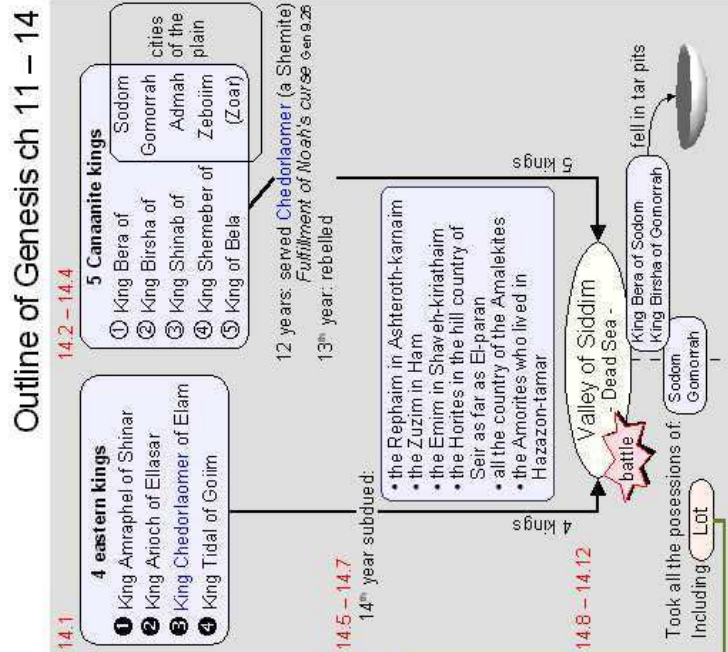 Outline of Genesis ch 11 – 14
14.1
4 eastern kings
❶ King Amraphel of Shinar
❷ King Arioch of Ellasar
❸ King Chedorlaomer of Elam
❹ King Tidal of Goiim
14.2 – 14.4
5 Canaanite kings
① King Bera of Sodom
② King Birsha of Gomorrah
③ King Shinab of Admah
④ King Shemeber of Zeboiim
⑤ King of Bela (Zoar)
cities
of the
plain
12 years: served Chedorlaomer (a Shemite)
Fulfillment of Noah's curse Gen 9.26
13th year: rebelled
14.5 – 14.7
14th year subdued:
• the Rephaim in Ashteroth-karnaim
• the Zuzim in Ham
• the Emim in Shaveh-kiriathaim
• the Horites in the hill country of
Seir as far as El-paran
• all the country of the Amalekites
• the Amorites who lived in
Hazazon-tamar
4 kings
5 kings
14.8 – 14.12
Valley of Siddim
- Dead Sea -
battle
King Bera of Sodom
King Birsha of Gomorrah
fell in tar pits
Took all the posessions of:
Sodom
Gomorrah
Including
Lot